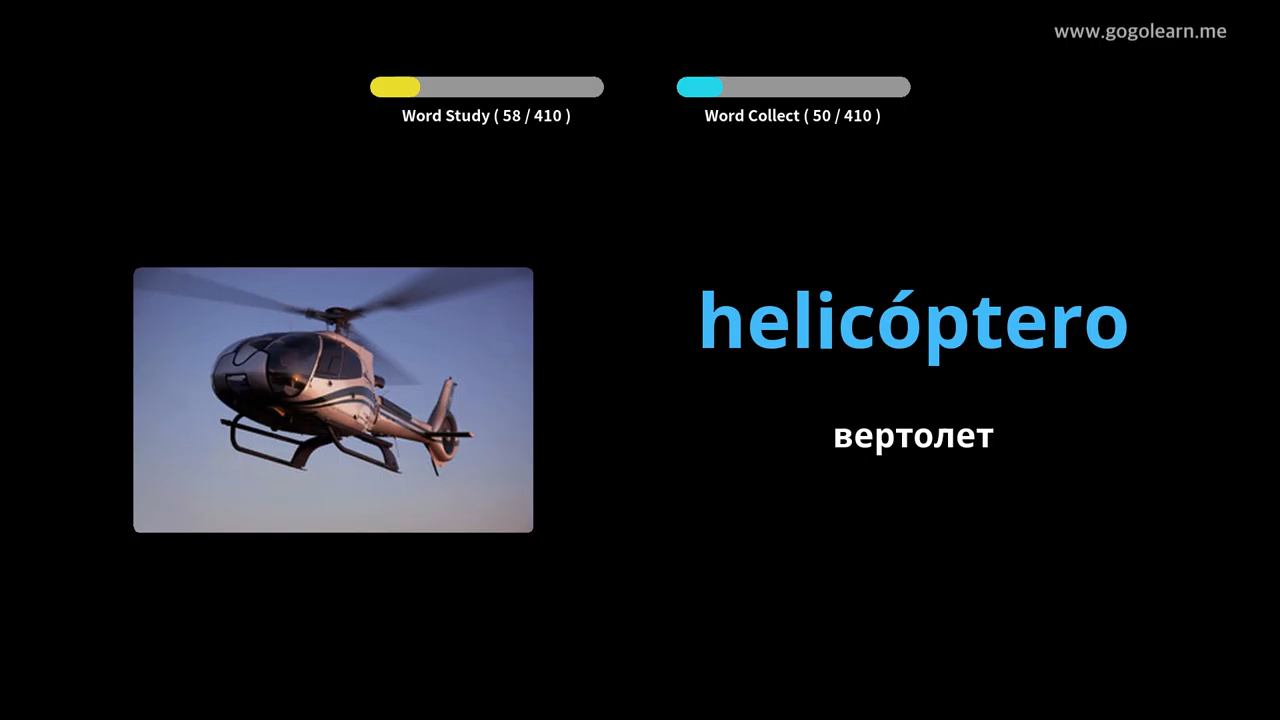 www.gogolearn.me
Word Study ( 58 / 410 )
Word Collect ( 50 / 410 )
helicóptero
вертолет